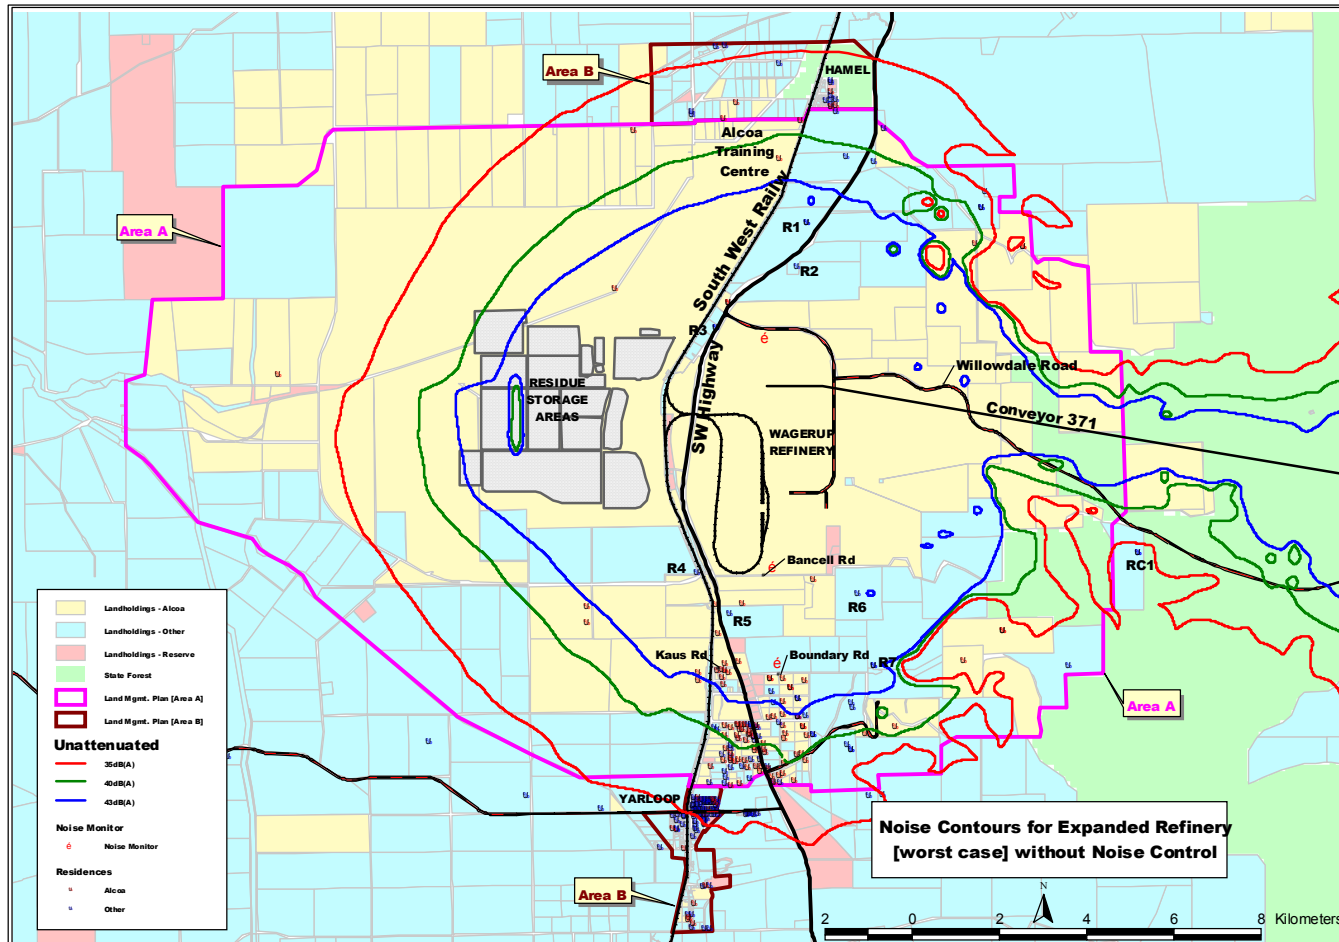 Area B
HAMEL
Alcoa
Training
Centre
South West Railw
Area A
R1
R2
R3
é
SW Highway
Willowdale Road
Conveyor 371
RESIDUE
STORAGE
AREAS
WAGERUP
REFINERY
R4
é
Bancell Rd
RC1
R6
R5
Kaus Rd
é
Boundary Rd
R7
Area A
YARLOOP
Area B
Landholdings - Alcoa
Landholdings - Other
Landholdings - Reserve
State Forest
Land Mgmt. Plan [Area A]
Land Mgmt. Plan [Area B]
Unattenuated
35dB(A)
40dB(A)
43dB(A)
Noise Monitor
é Noise Monitor
Residences
Alcoa
Other
Noise Contours for Expanded Refinery
[worst case] without Noise Control
N
2 0 2 4 6 8 Kilometers